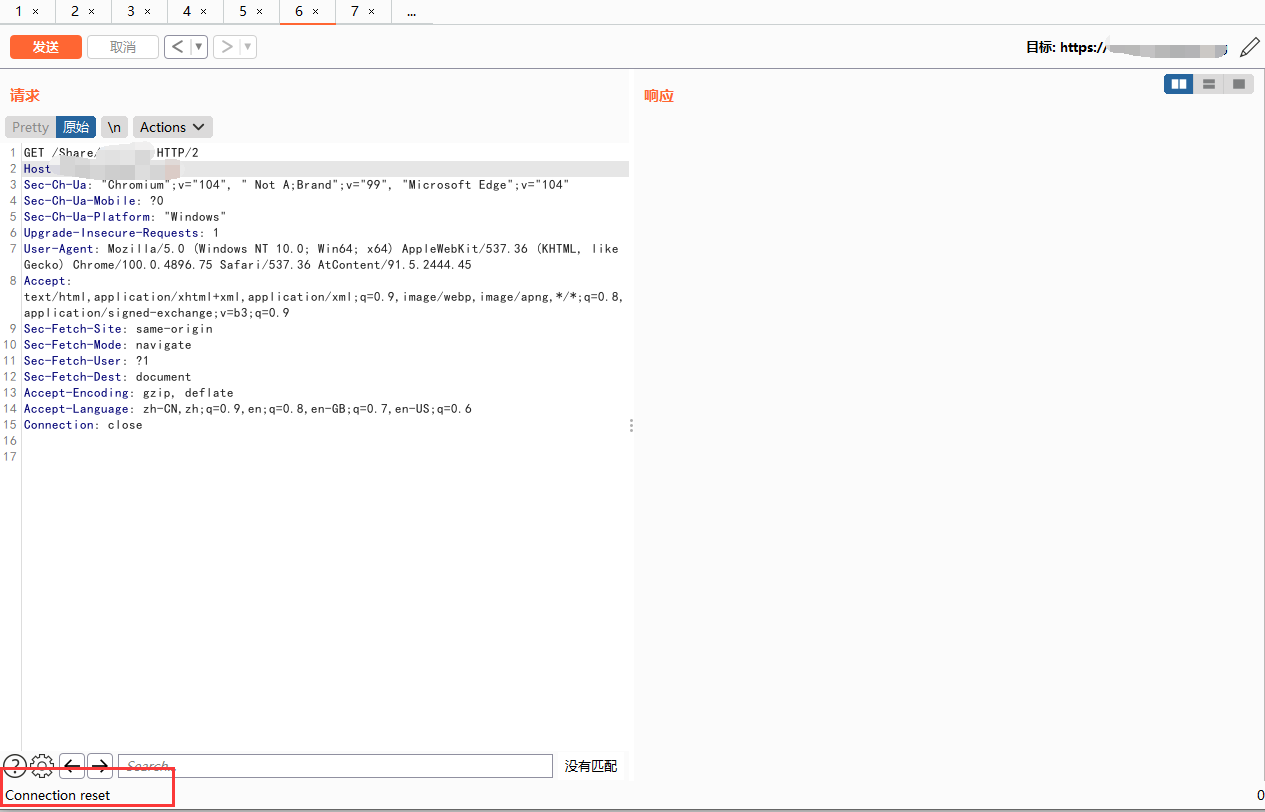 1 × 2 × 3 × 4 × 5 × 6 × 7 × ...
发送 取消 < ▼ > ▼ 目标: https://
请求 响应
Pretty 原始 \n Actions
1 GET /Share/ HTTP/2
2 Host
3 Sec-Ch-Ua: "Chromium";v="104", " Not A;Brand";v="99", "Microsoft Edge";v="104"
4 Sec-Ch-Ua-Mobile: ?0
5 Sec-Ch-Ua-Platform: "Windows"
6 Upgrade-Insecure-Requests: 1
7 User-Agent: Mozilla/5.0 (Windows NT 10.0; Win64; x64) AppleWebKit/537.36 (KHTML, like
Gecko) Chrome/100.0.4896.75 Safari/537.36 AtContent/91.5.2444.45
8 Accept:
text/html,application/xhtml+xml,application/xml;q=0.9,image/webp,image/apng,*/*;q=0.8,
application/signed-exchange;v=b3;q=0.9
9 Sec-Fetch-Site: same-origin
10 Sec-Fetch-Mode: navigate
11 Sec-Fetch-User: ?1
12 Sec-Fetch-Dest: document
13 Accept-Encoding: gzip, deflate
14 Accept-Language: zh-CN,zh;q=0.9,en;q=0.8,en-GB;q=0.7,en-US;q=0.6
15 Connection: close
16
17
? Search... 没有匹配
Connection reset 0